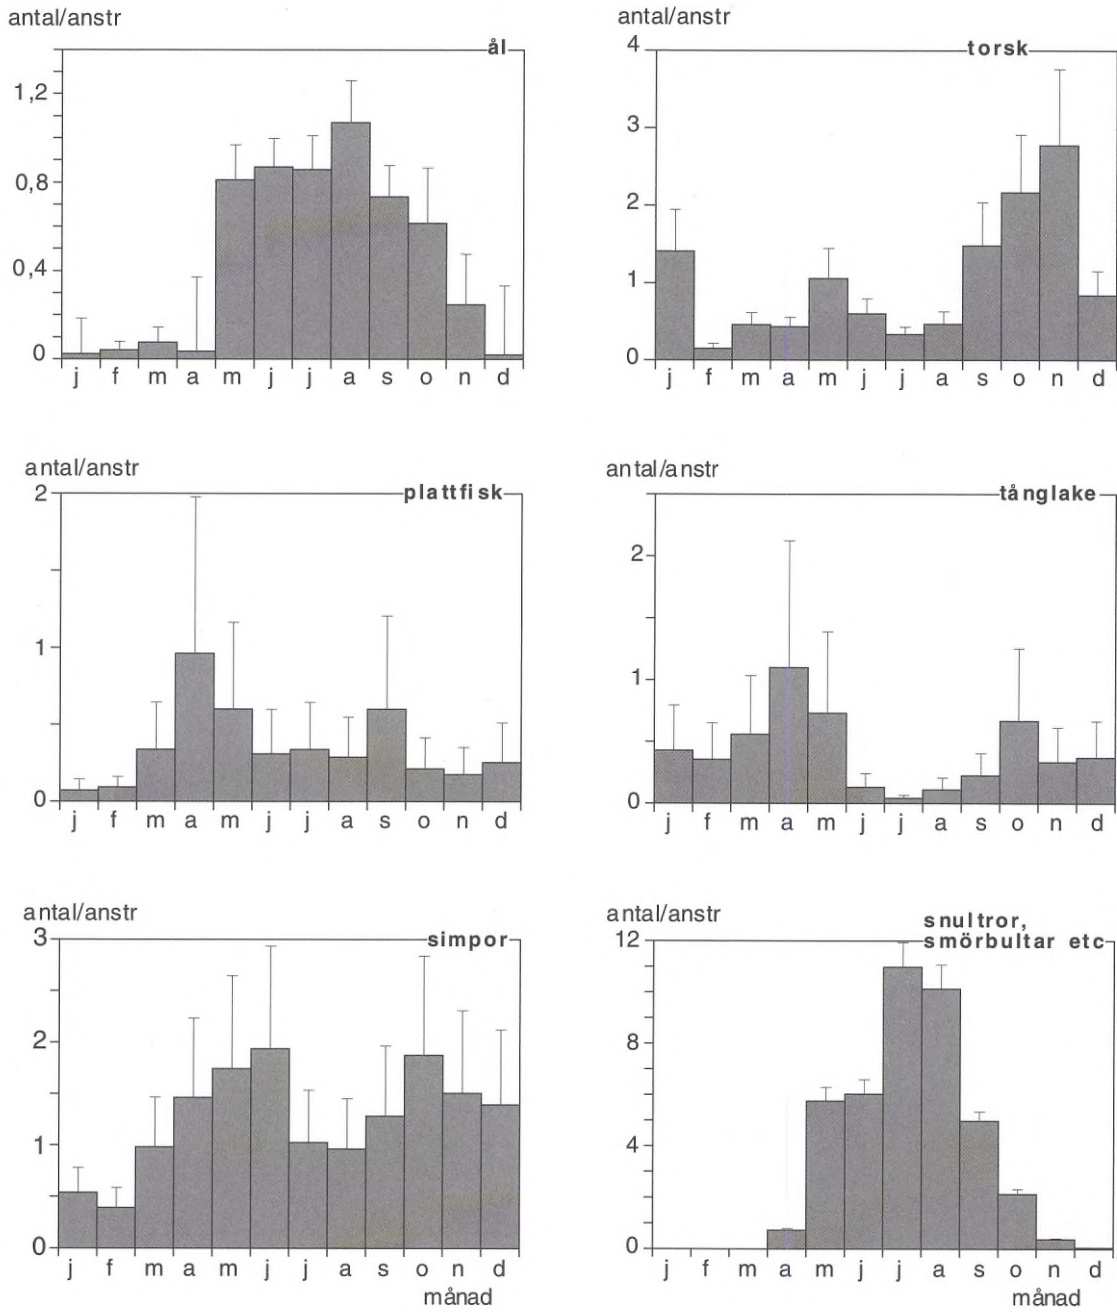 antal/anstr
ål
1,2
0,8
0,4
0
j f m a m j j a s o n d
antal/anstr
torsk
4
3
2
1
0
j f m a m j j a s o n d
antal/anstr
plattfisk
2
1
0
j f m a m j j a s o n d
antal/anstr
tånglake
2
1
0
j f m a m j j a s o n d
antal/anstr
simpor
3
2
1
0
j f m a m j j a s o n d
månad
antal/anstr
snultror,
smörbultar etc
12
8
4
0
j f m a m j j a s o n d
månad